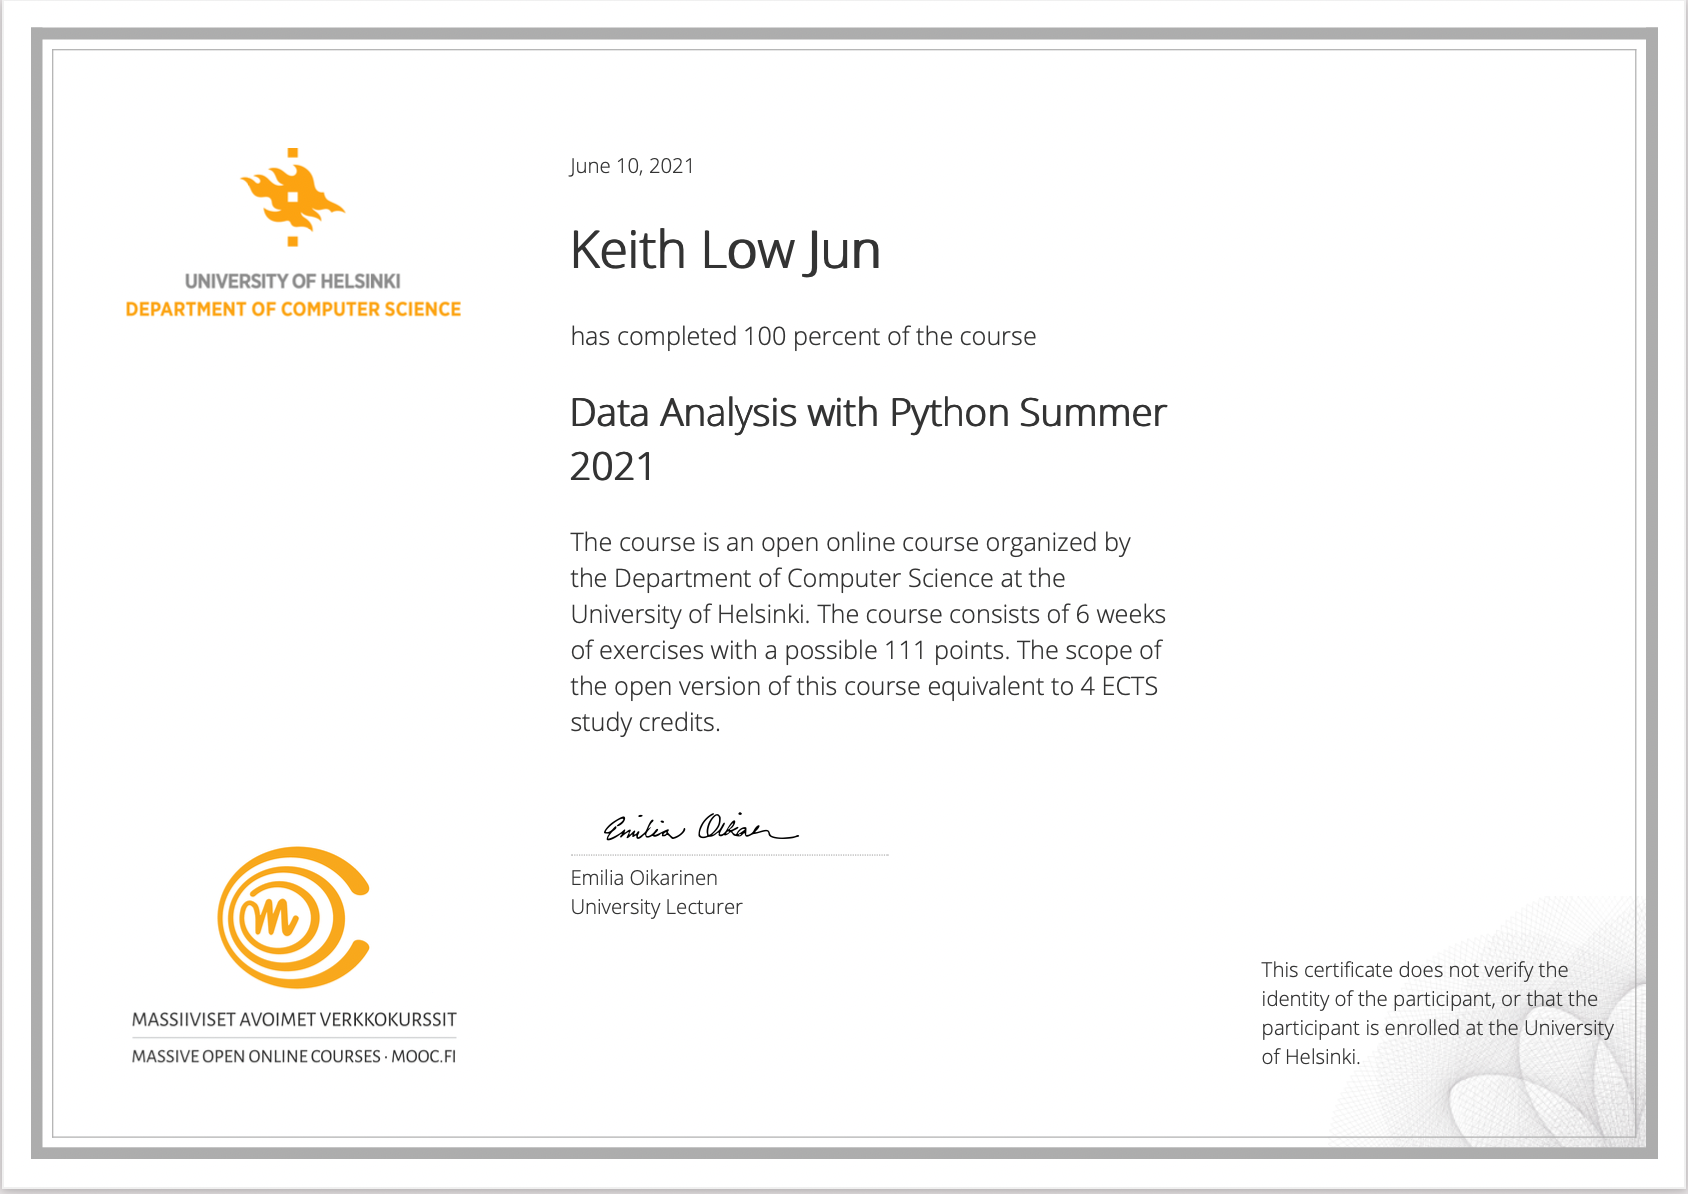 UNIVERSITY OF HELSINKI
DEPARTMENT OF COMPUTER SCIENCE
June 10, 2021
Keith Low Jun
has completed 100 percent of the course
Data Analysis with Python Summer
2021
The course is an open online course organized by
the Department of Computer Science at the
University of Helsinki. The course consists of 6 weeks
of exercises with a possible 111 points. The scope of
the open version of this course equivalent to 4 ECTS
study credits.
Emilia Oikarinen
University Lecturer
m
MASSIIVISET AVOIMET VERKKOKURSSIT
MASSIVE OPEN ONLINE COURSES · MOOC.FI
This certificate does not verify the
identity of the participant, or that the
participant is enrolled at the University
of Helsinki.